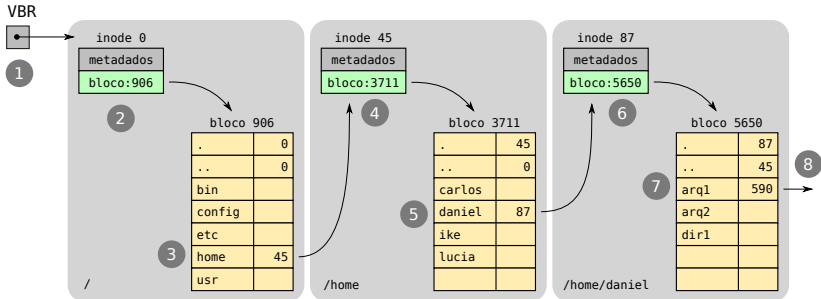 VBR
1
inode 0
metadados
bloco:906
2
bloco 906
. 0
.. 0
bin
config
etc
3 home 45
usr
/
inode 45
metadados
bloco:3711
4
bloco 3711
. 45
.. 0
carlos
5 daniel 87
ike
lucia
/home
inode 87
metadados
bloco:5650
6
bloco 5650
. 87
.. 45
7 arq1 590 8
arq2
dir1
/home/daniel